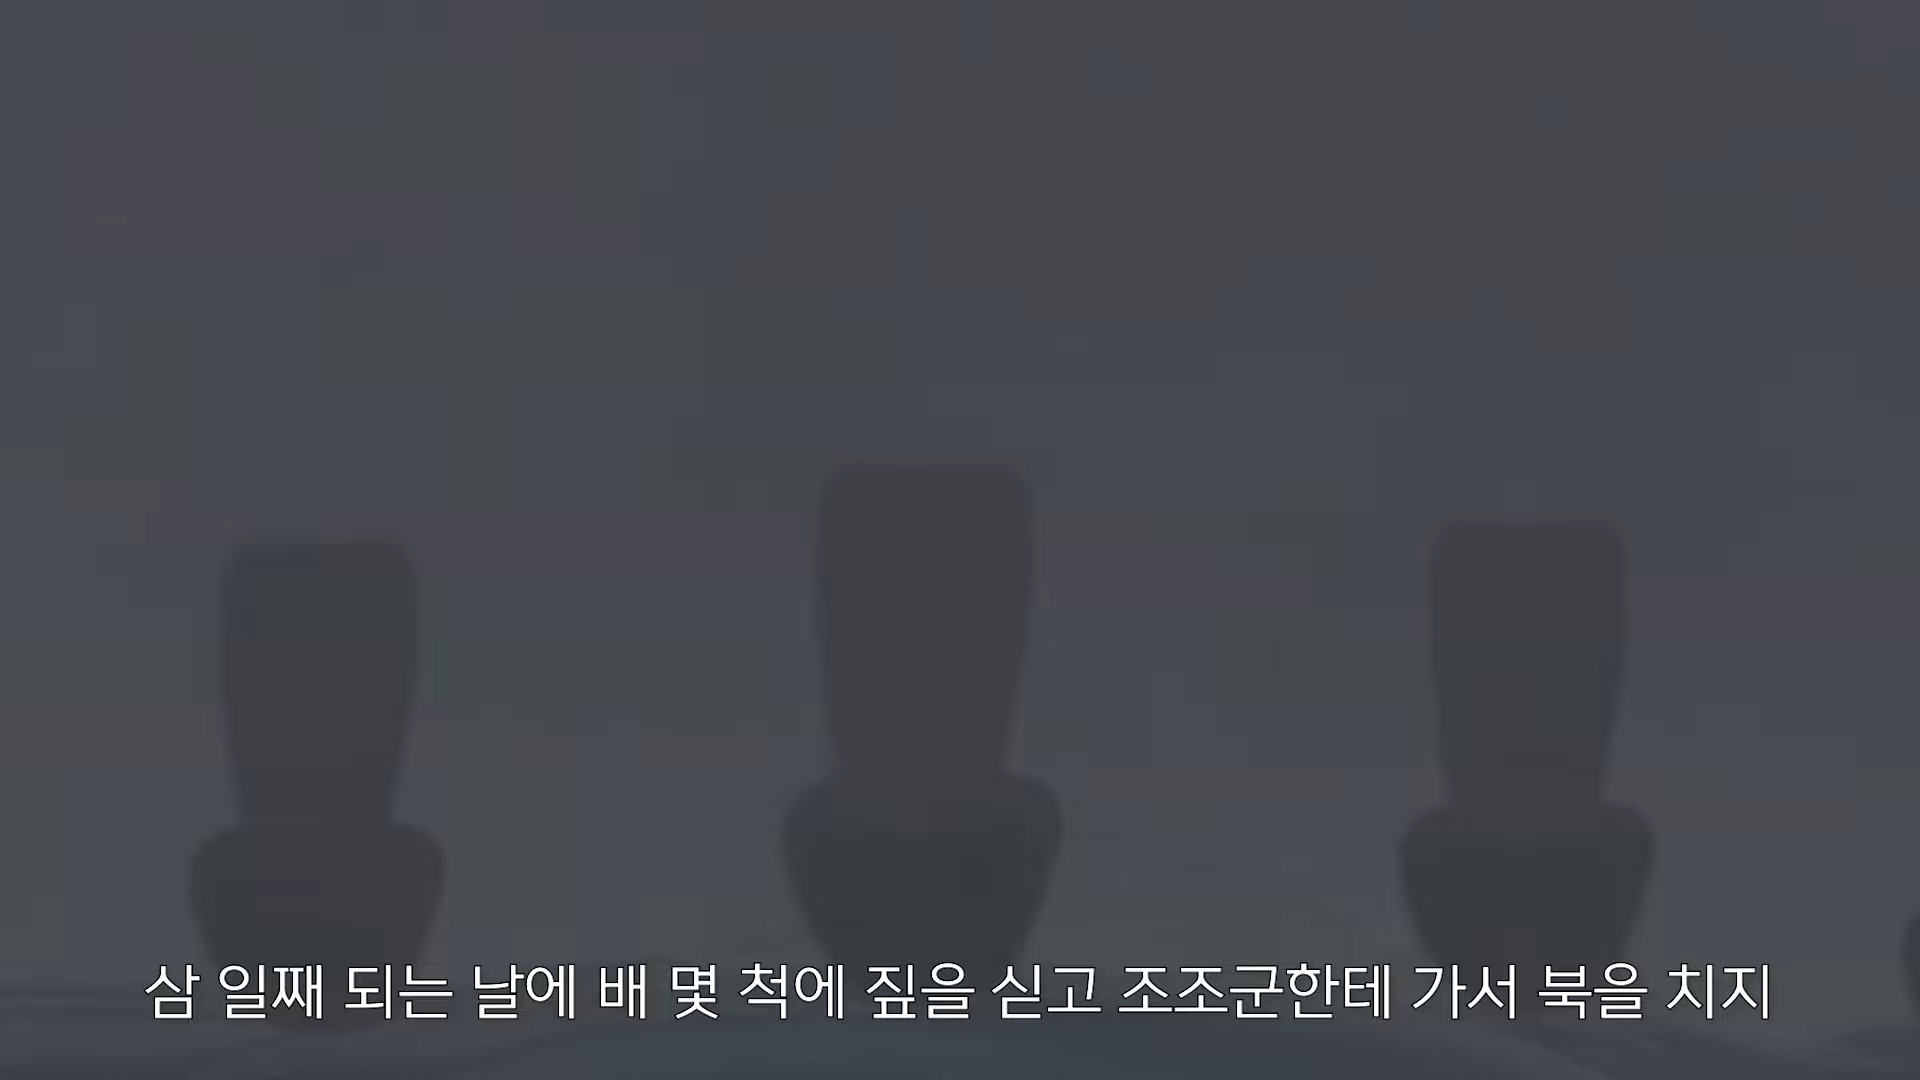 삼 일째 되는 날에 배 몇 척에 짚을 싣고 조조군한테 가서 북을 치지